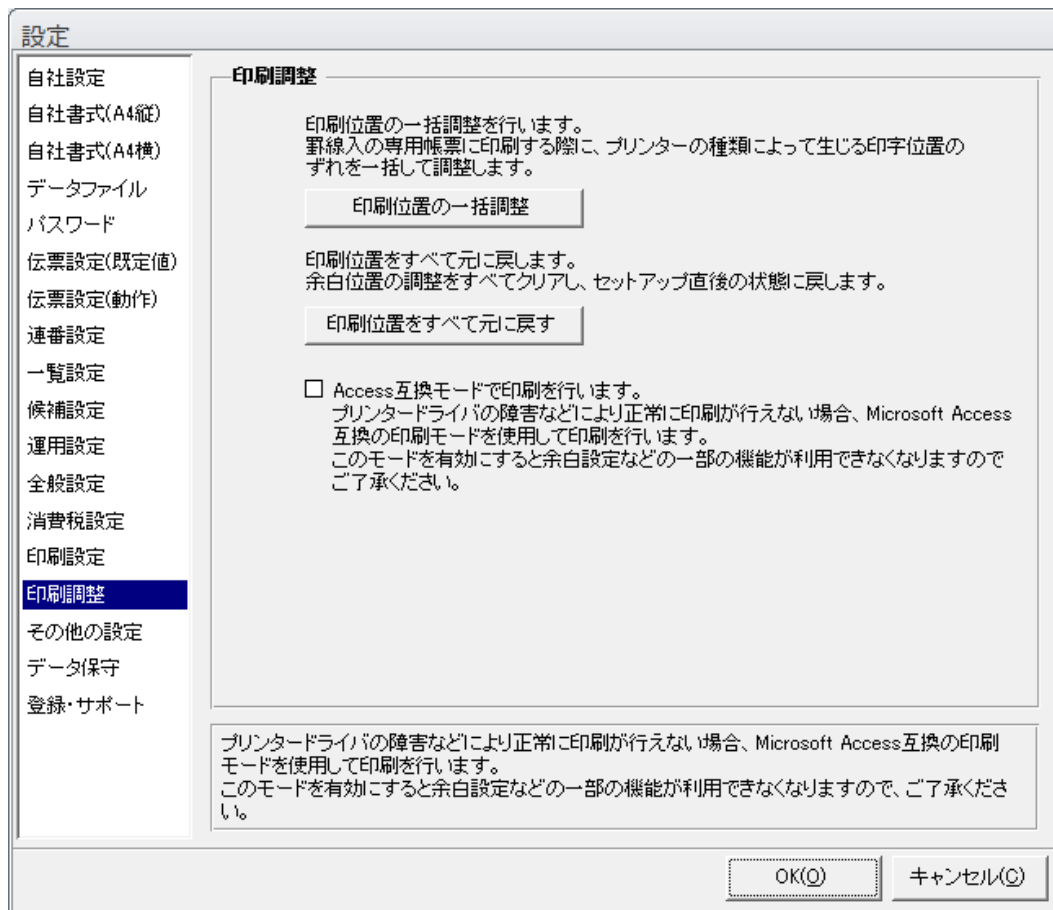 設定
自社設定
自社書式(A4縦)
自社書式(A4横)
データファイル
パスワード
伝票設定(既定値)
伝票設定(動作)
連番設定
一覧設定
候補設定
運用設定
全般設定
消費税設定
印刷設定
印刷調整
その他の設定
データ保守
登録・サポート
印刷調整
印刷位置の一括調整を行います。
罫線入の専用帳票に印刷する際に、プリンターの種類によって生じる印字位置の
ずれを一括して調整します。
印刷位置の一括調整
印刷位置をすべて元に戻します。
余白位置の調整をすべてクリアし、セットアップ直後の状態に戻します。
印刷位置をすべて元に戻す
Access互換モードで印刷を行います。
プリンタードライバの障害などにより正常に印刷が行えない場合、Microsoft Access
互換の印刷モードを使用して印刷を行います。
このモードを有効にすると余白設定などの一部の機能が利用できなくなりますので
ご了承ください。
プリンタードライバの障害などにより正常に印刷が行えない場合、Microsoft Access互換の印刷
モードを使用して印刷を行います。
このモードを有効にすると余白設定などの一部の機能が利用できなくなりますので、ご了承くださ
い。
OK(O)
キャンセル(C)